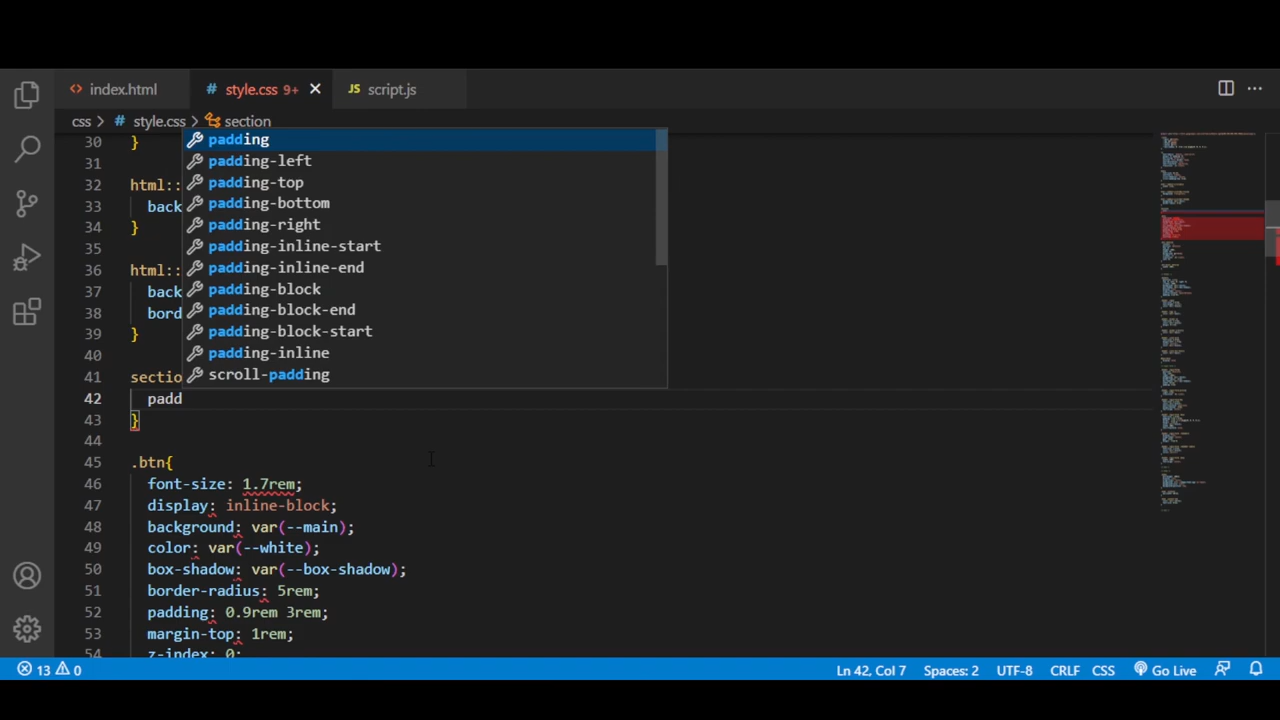 index.html
style.css 9+
script.js
css > # style.css > section
padding
padding-left
padding-top
padding-bottom
padding-right
padding-inline-start
padding-inline-end
padding-block
padding-block-end
padding-block-start
padding-inline
scroll-padding
30 }
31
32 html::
33 back
34 }
35
36 html::
37 back
38 bord
39 }
40
41 sectio
42 padd
43 }
44
45 .btn{
46 font-size: 1.7rem;
47 display: inline-block;
48 background: var(--main);
49 color: var(--white);
50 box-shadow: var(--box-shadow);
51 border-radius: 5rem;
52 padding: 0.9rem 3rem;
53 margin-top: 1rem;
54 z-index: 0;
13 0 Ln 42, Col 7 Spaces: 2 UTF-8 CRLF CSS Go Live